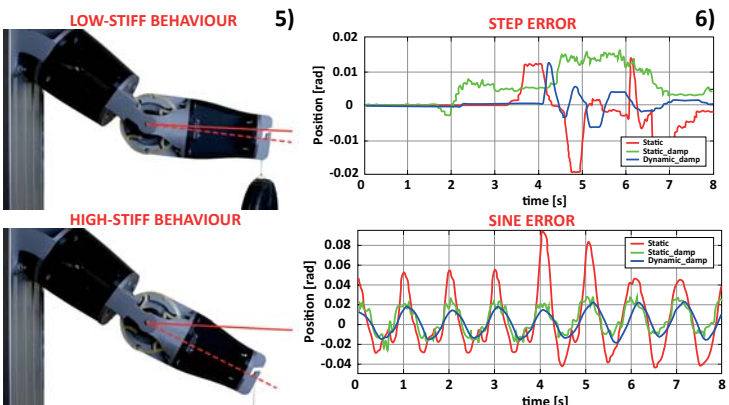 LOW-STIFF BEHAVIOUR
5)
HIGH-STIFF BEHAVIOUR
STEP ERROR
6)
Position [rad]
0.02
0.01
0
-0.01
-0.02
Static
Static_damp
Dynamic_damp
0 1 2 3 4 5 6 7 8
time [s]
SINE ERROR
Position [rad]
0.08
0.06
0.04
0.02
0
-0.02
-0.04
Static
Static_damp
Dynamic_damp
0 1 2 3 4 5 6 7 8
time [s]